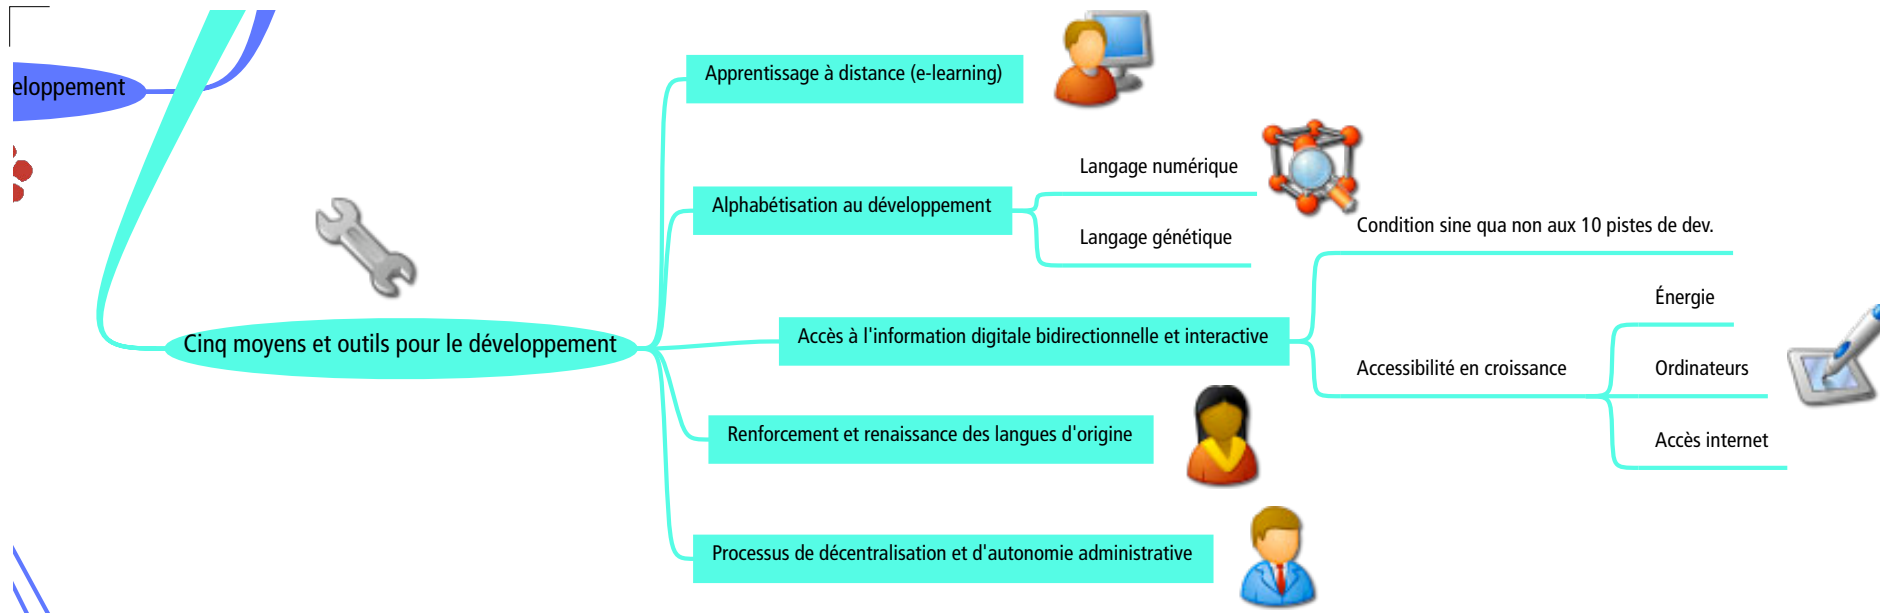 eloppement
Cinq moyens et outils pour le développement
Apprentissage à distance (e-learning)
Alphabétisation au développement
Langage numérique
Langage génétique
Accès à l'information digitale bidirectionnelle et interactive
Condition sine qua non aux 10 pistes de dev.
Accessibilité en croissance
Énergie
Ordinateurs
Accès internet
Renforcement et renaissance des langues d'origine
Processus de décentralisation et d'autonomie administrative